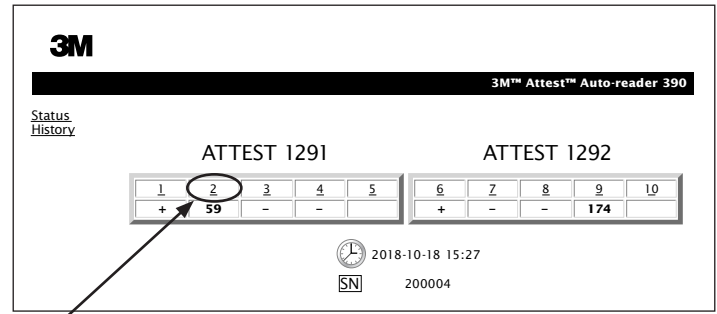 3M
3M™ Attest™ Auto-reader 390
Status
History
ATTEST 1291 ATTEST 1292
1 2 3 4 5 6 7 8 9 10
+ 59 – – + – – 174
2018-10-18 15:27
SN 200004